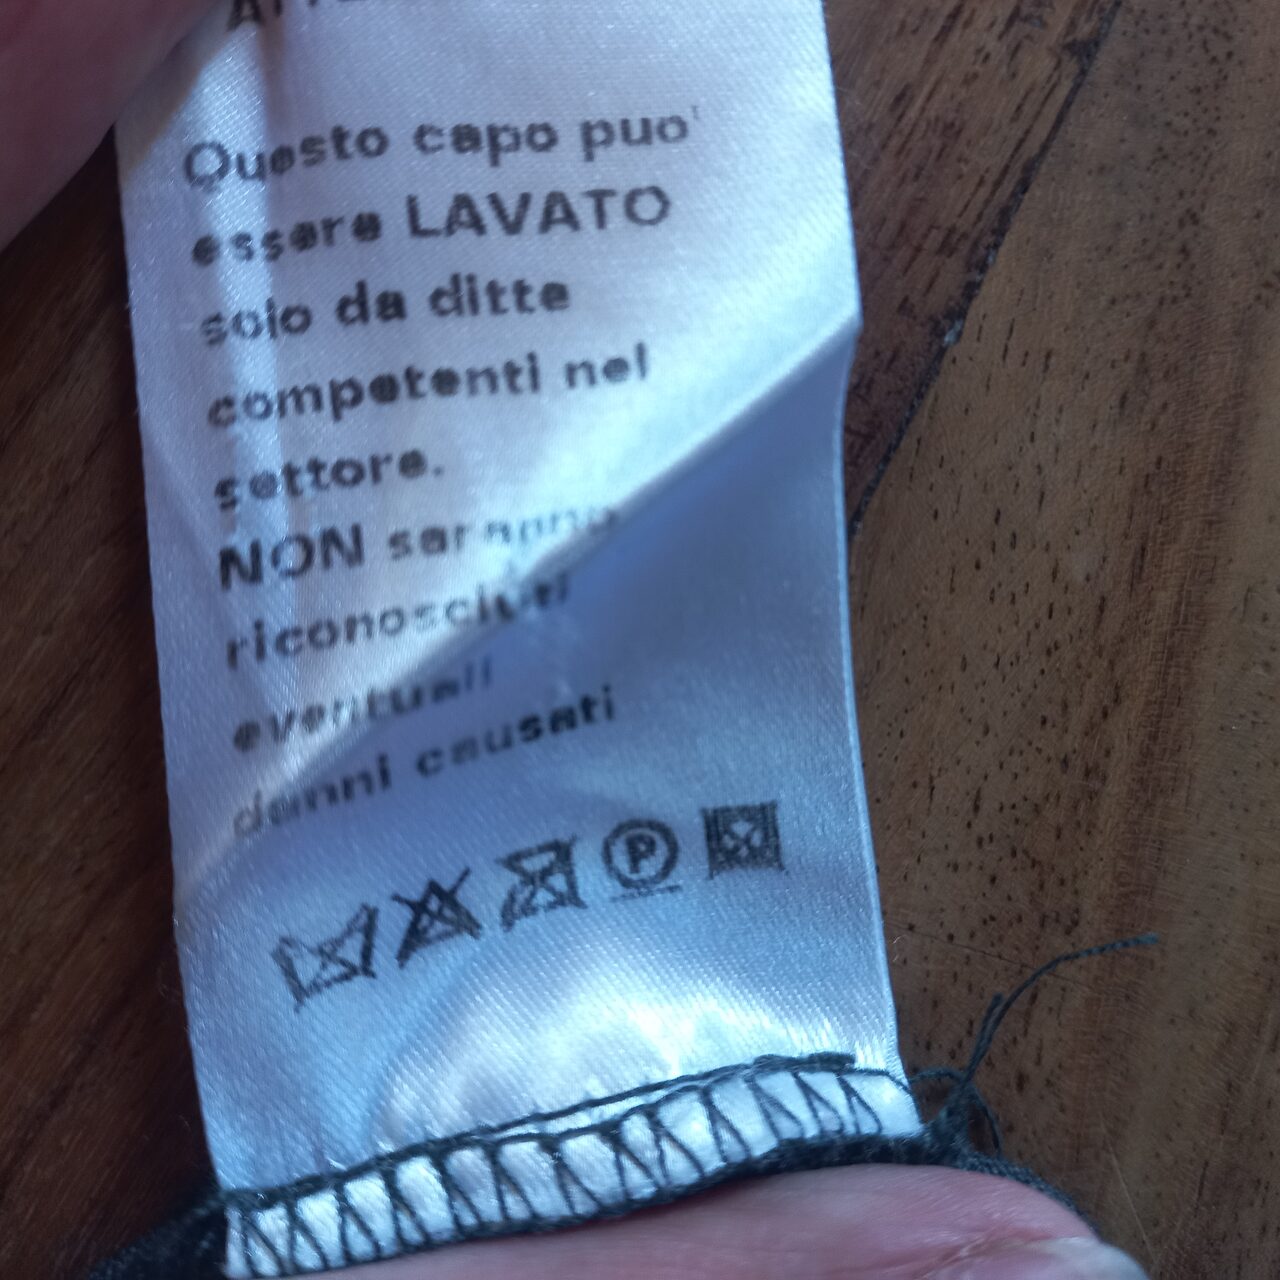 Questo capo puo'
essere LAVATO
solo da ditte
competenti nel
settore.
NON saranno
riconosciuti
eventuali
danni causati
P